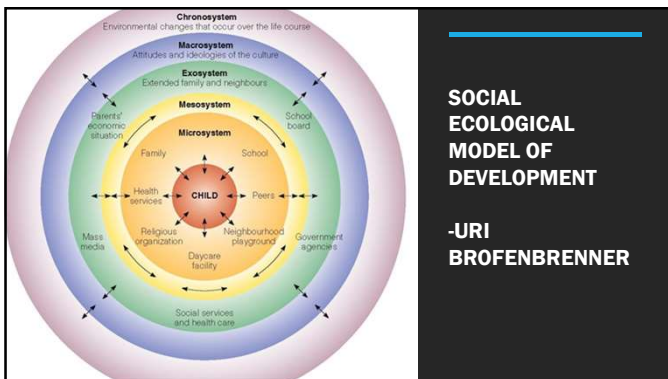 Chronosystem
Environmental changes that occur over the life course
Macrosystem
Attitudes and ideologies of the culture
Exosystem
Extended family and neighbours
Mesosystem
Parents'
economic
situation
School
board
Microsystem
Family
School
Health
services
CHILD
Peers
Religious
organization
Neighbourhood
playground
Daycare
facility
Mass
media
Government
agencies
Social services
and health care
SOCIAL
ECOLOGICAL
MODEL OF
DEVELOPMENT
-URI
BROFENBRENNER